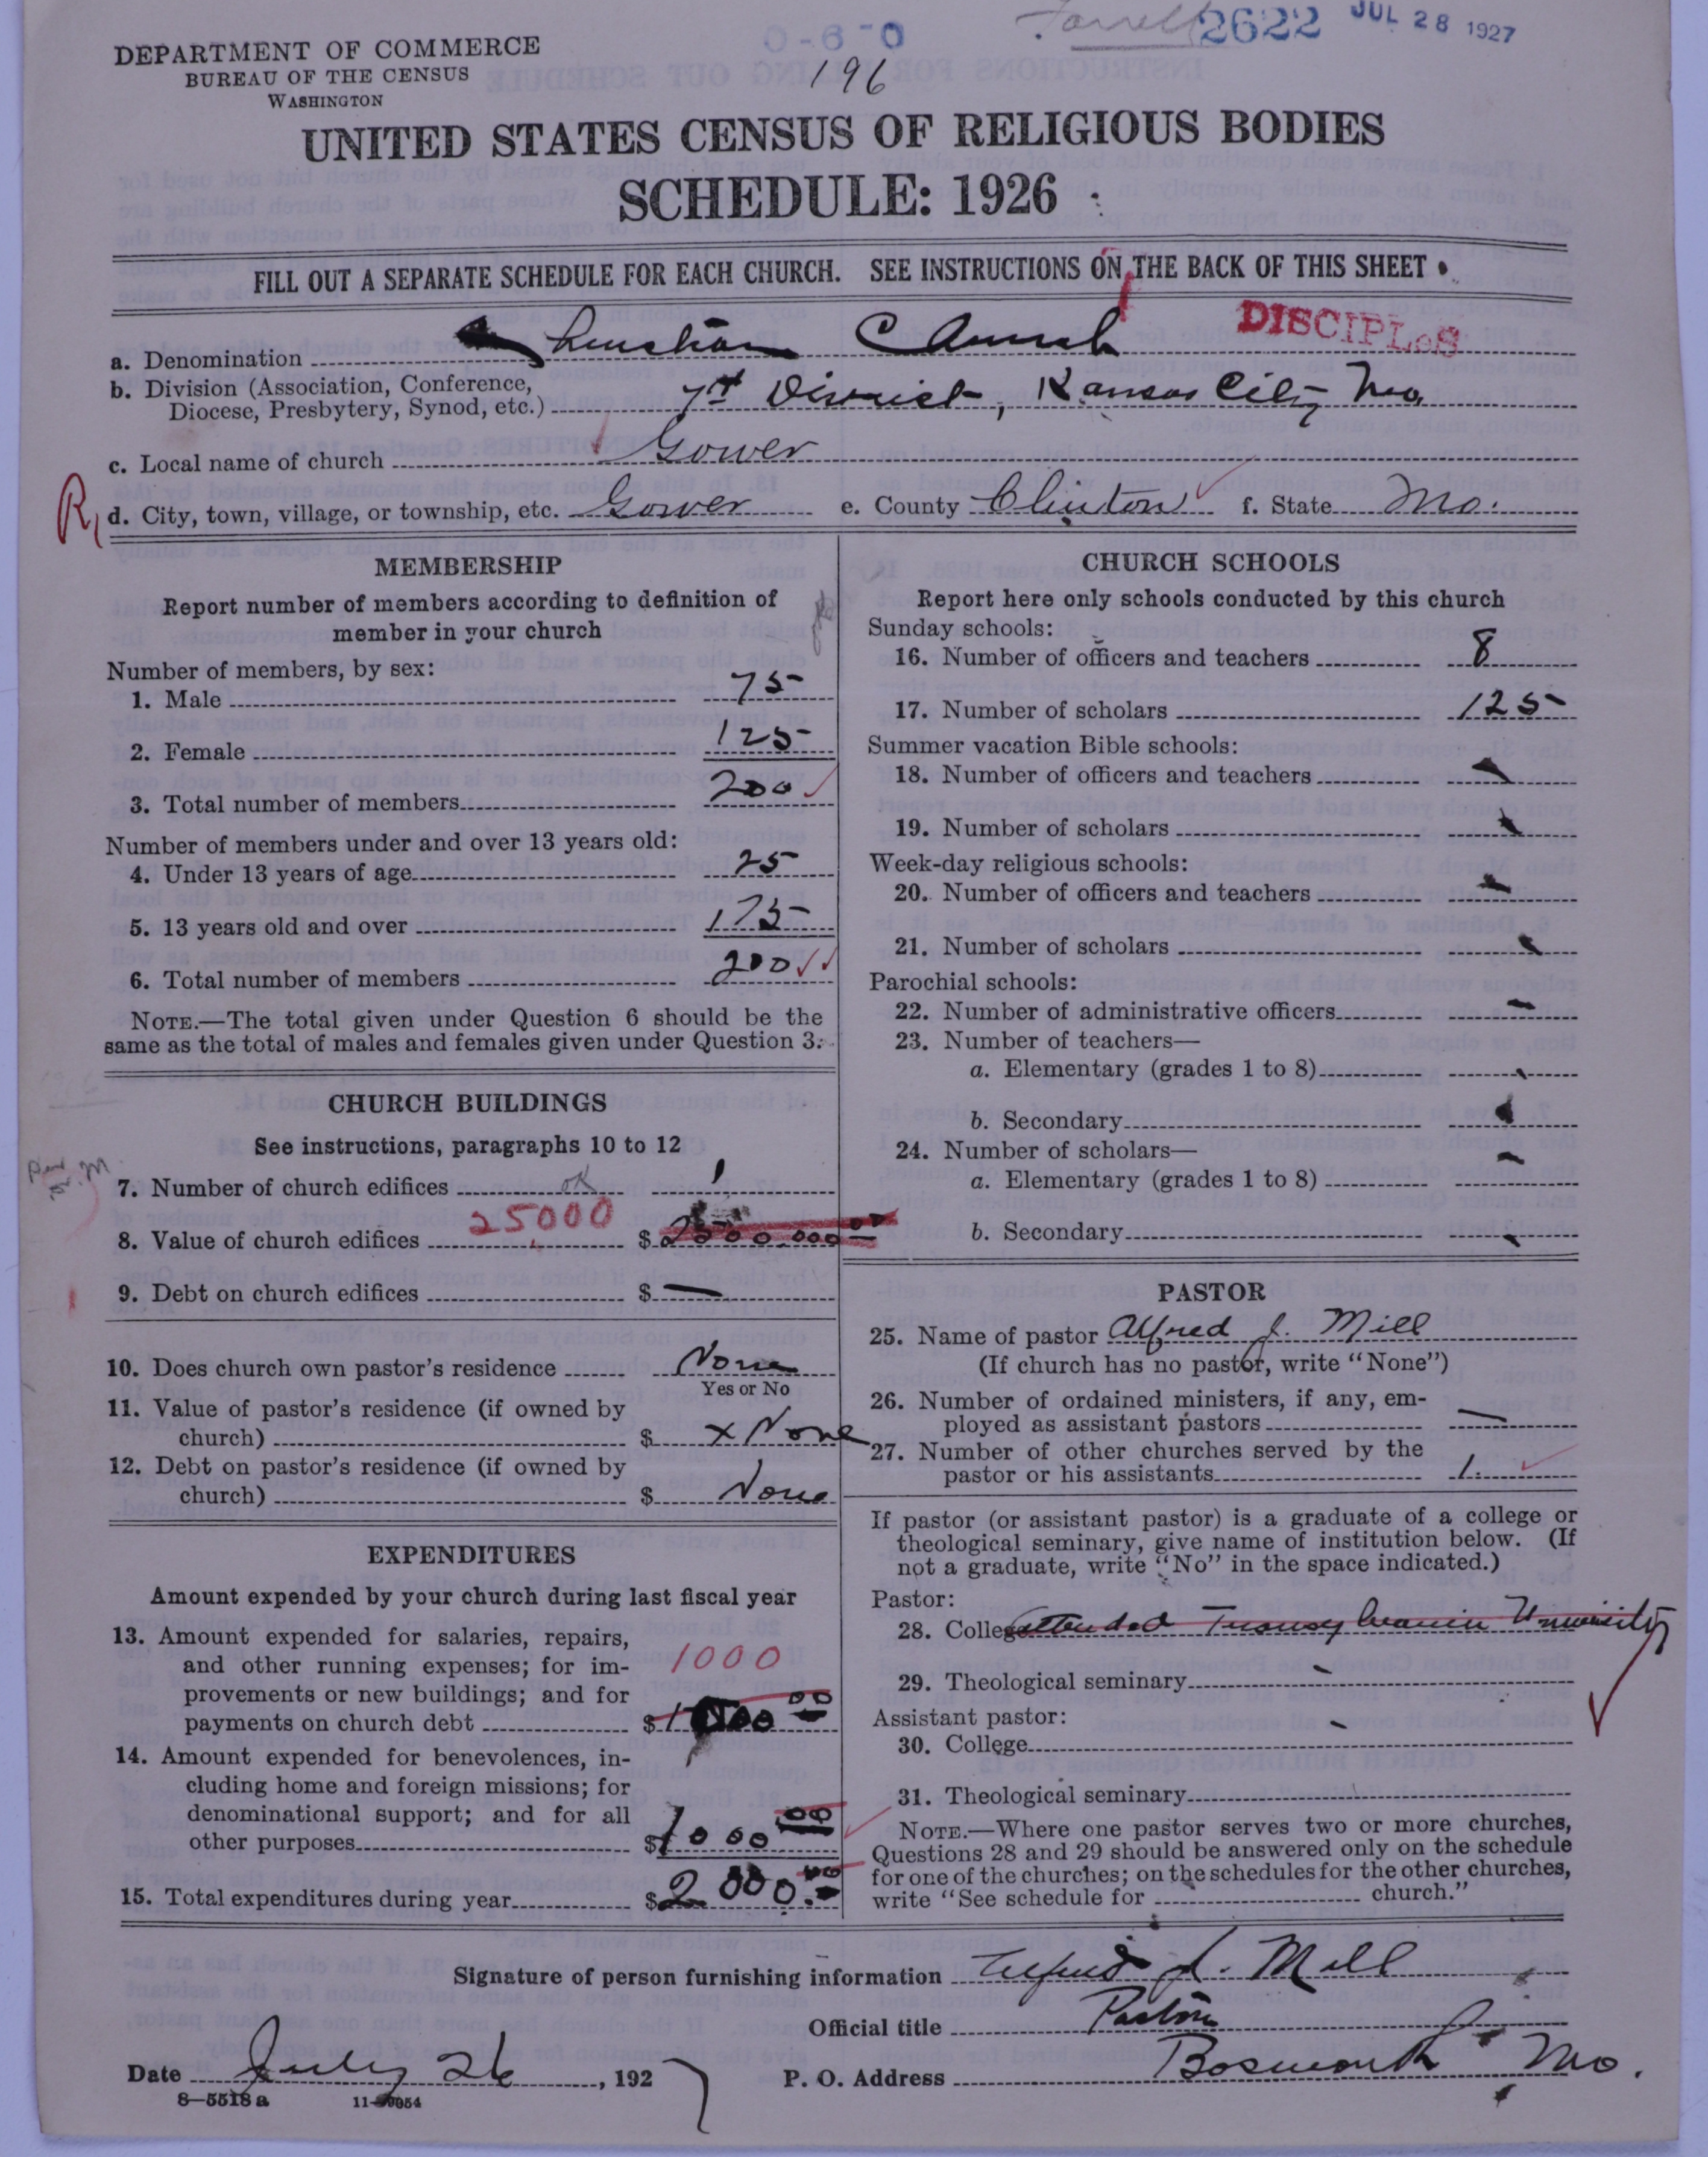 0-6-0
Farrell 2622 JUL 28 1927
DEPARTMENT OF COMMERCE
BUREAU OF THE CENSUS
WASHINGTON
196
UNITED STATES CENSUS OF RELIGIOUS BODIES
SCHEDULE: 1926
FILL OUT A SEPARATE SCHEDULE FOR EACH CHURCH. SEE INSTRUCTIONS ON THE BACK OF THIS SHEET
DISCIPLES
a. Denomination Christian Church
b. Division (Association, Conference,
Diocese, Presbytery, Synod, etc.) 7th District, Kansas City Mo.
c. Local name of church Gower
R, d. City, town, village, or township, etc. Gower e. County Clinton f. State Mo.
MEMBERSHIP
Report number of members according to definition of
member in your church
Number of members, by sex:
1. Male 75
2. Female 125
3. Total number of members 200
Number of members under and over 13 years old:
4. Under 13 years of age 25
5. 13 years old and over 175
6. Total number of members 200
NOTE.—The total given under Question 6 should be the
same as the total of males and females given under Question 3.
CHURCH BUILDINGS
See instructions, paragraphs 10 to 12
7. Number of church edifices ok 1
25000
8. Value of church edifices $
9. Debt on church edifices $ —
10. Does church own pastor's residence None
Yes or No
11. Value of pastor's residence (if owned by
church) $ x None
12. Debt on pastor's residence (if owned by
church) $ None
EXPENDITURES
Amount expended by your church during last fiscal year
13. Amount expended for salaries, repairs,
and other running expenses; for im- 1000
provements or new buildings; and for
payments on church debt $ 1000 00
14. Amount expended for benevolences, in-
cluding home and foreign missions; for
denominational support; and for all
other purposes $ 1000 00
15. Total expenditures during year $ 2000.00
CHURCH SCHOOLS
Report here only schools conducted by this church
Sunday schools:
16. Number of officers and teachers 8
17. Number of scholars 125
Summer vacation Bible schools:
18. Number of officers and teachers -
19. Number of scholars -
Week-day religious schools:
20. Number of officers and teachers -
21. Number of scholars -
Parochial schools:
22. Number of administrative officers -
23. Number of teachers—
a. Elementary (grades 1 to 8) -
b. Secondary -
24. Number of scholars—
a. Elementary (grades 1 to 8) -
b. Secondary -
PASTOR
25. Name of pastor Alfred J. Mill
(If church has no pastor, write "None")
26. Number of ordained ministers, if any, em-
ployed as assistant pastors —
27. Number of other churches served by the
pastor or his assistants 1.
If pastor (or assistant pastor) is a graduate of a college or
theological seminary, give name of institution below. (If
not a graduate, write "No" in the space indicated.)
Pastor:
28. College attended Transylvania University
29. Theological seminary -
Assistant pastor:
30. College -
31. Theological seminary
NOTE.—Where one pastor serves two or more churches,
Questions 28 and 29 should be answered only on the schedule
for one of the churches; on the schedules for the other churches,
write "See schedule for church."
Signature of person furnishing information Alfred J. Mill
Official title Pastor
Date July 26, 1927 P. O. Address Bosworth Mo.
8-5518 a 11-9054